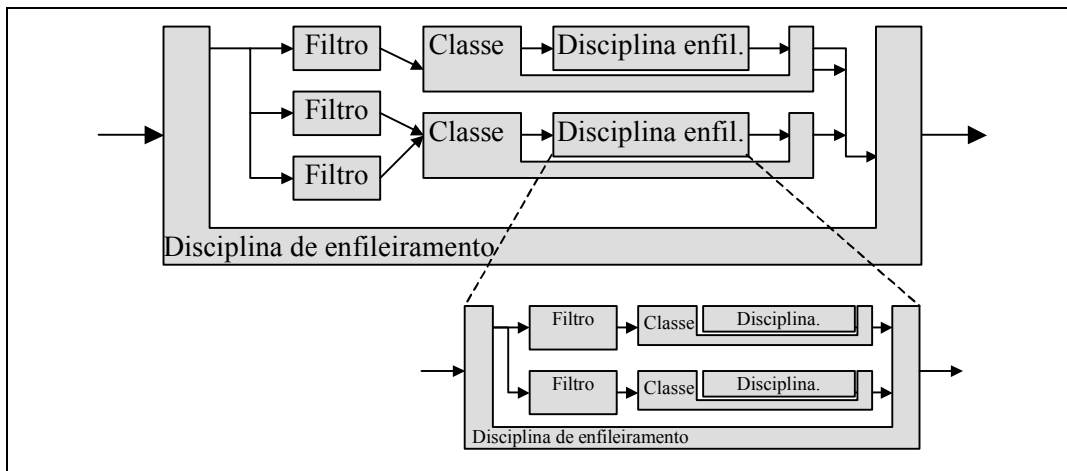 Filtro
Classe
Disciplina enfil.
Filtro
Classe
Disciplina enfil.
Filtro
Disciplina de enfileiramento
Filtro
Classe
Disciplina.
Filtro
Classe
Disciplina.
Disciplina de enfileiramento